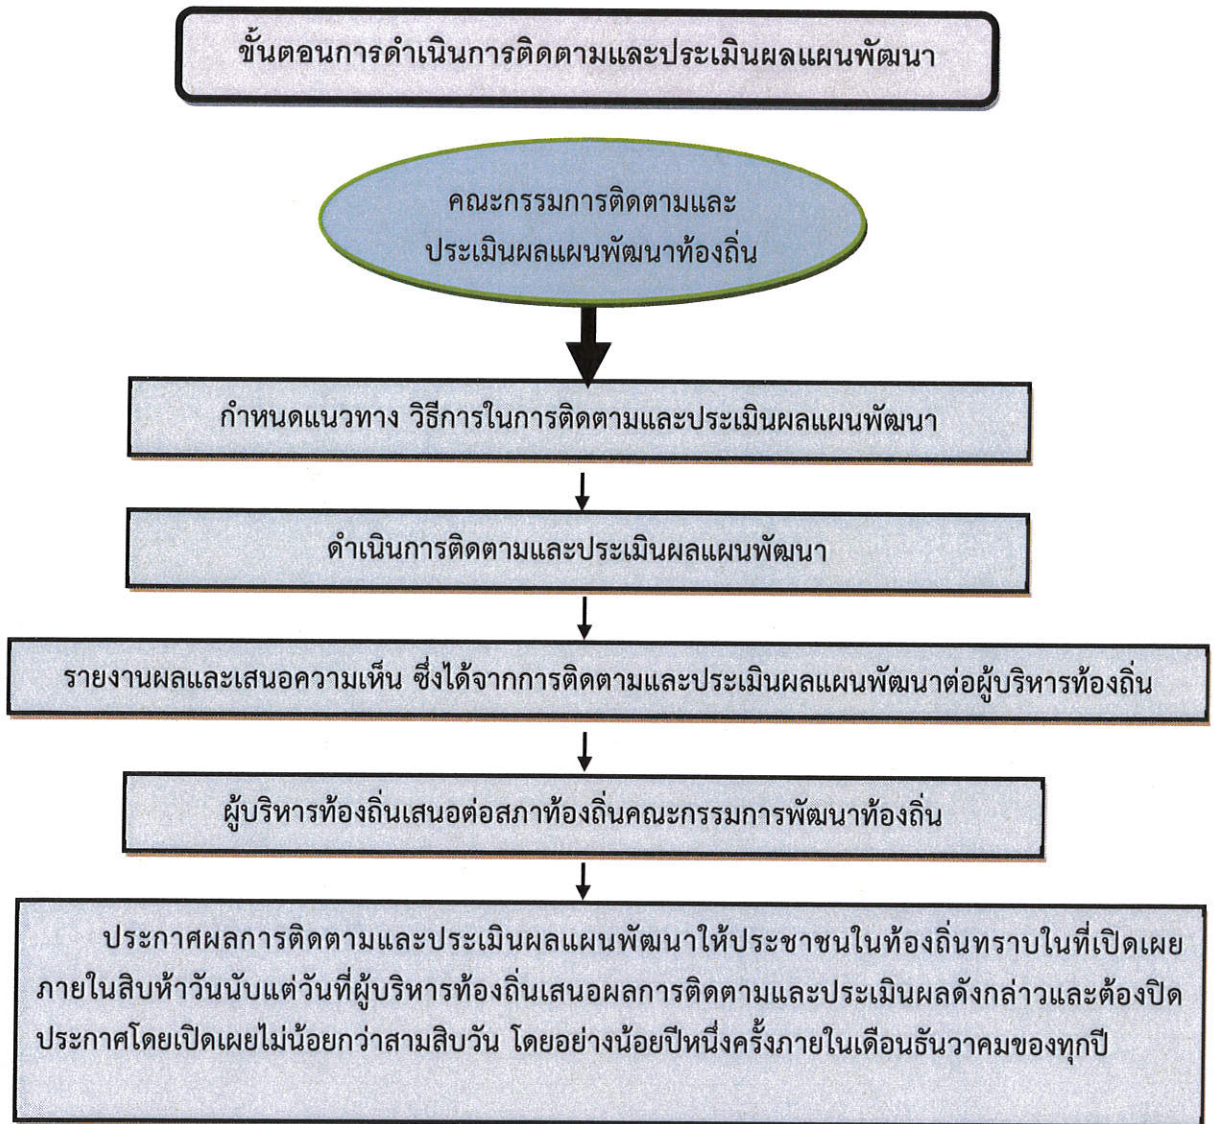 ขั้นตอนการดำเนินการติดตามและประเมินผลแผนพัฒนา
คณะกรรมการติดตามและ
ประเมินผลแผนพัฒนาท้องถิ่น
กำหนดแนวทาง วิธีการในการติดตามและประเมินผลแผนพัฒนา
ดำเนินการติดตามและประเมินผลแผนพัฒนา
รายงานผลและเสนอความเห็น ซึ่งได้จากการติดตามและประเมินผลแผนพัฒนาต่อผู้บริหารท้องถิ่น
ผู้บริหารท้องถิ่นเสนอต่อสภาท้องถิ่นคณะกรรมการพัฒนาท้องถิ่น
ประกาศผลการติดตามและประเมินผลแผนพัฒนาให้ประชาชนในท้องถิ่นทราบในที่เปิดเผย
ภายในสิบห้าวันนับแต่วันที่ผู้บริหารท้องถิ่นเสนอผลการติดตามและประเมินผลดังกล่าวและต้องปิด
ประกาศโดยเปิดเผยไม่น้อยกว่าสามสิบวัน โดยอย่างน้อยปีหนึ่งครั้งภายในเดือนธันวาคมของทุกปี